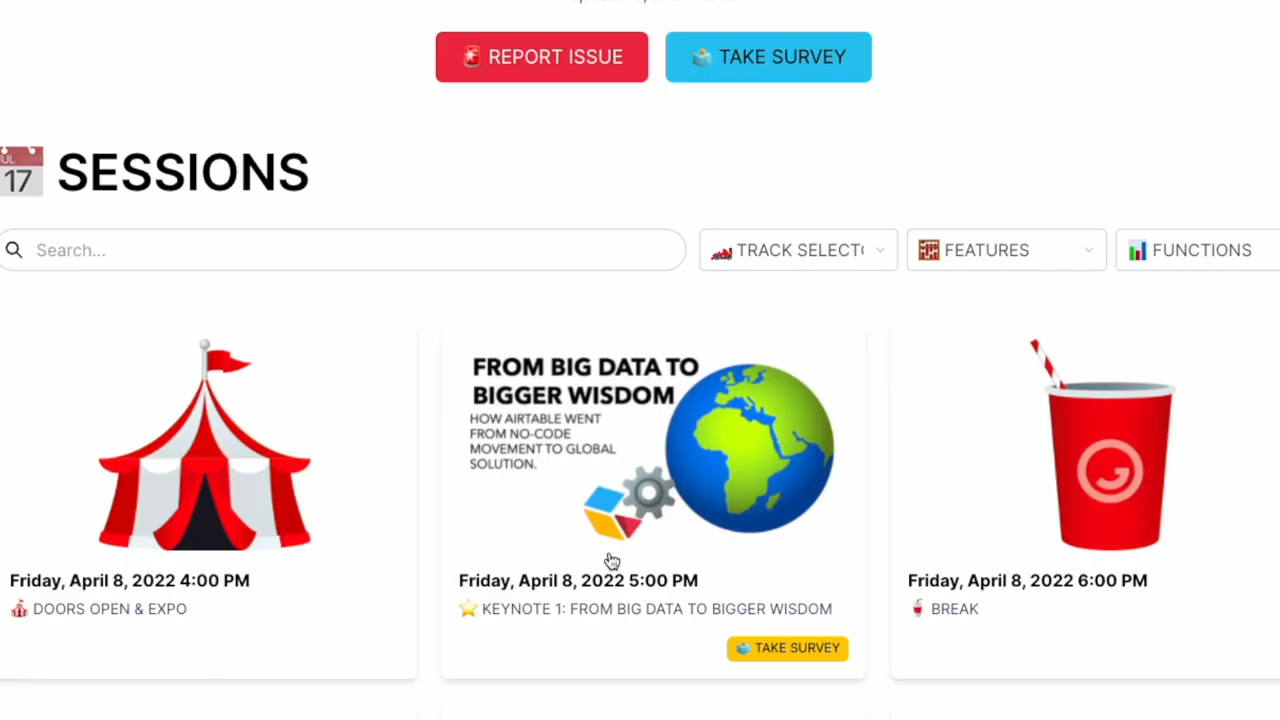 REPORT ISSUE
TAKE SURVEY
JUL
17
SESSIONS
Search...
TRACK SELECT
FEATURES
FUNCTIONS
FROM BIG DATA TO
BIGGER WISDOM
HOW AIRTABLE WENT
FROM NO-CODE
MOVEMENT TO GLOBAL
SOLUTION.
Friday, April 8, 2022 4:00 PM
DOORS OPEN & EXPO
Friday, April 8, 2022 5:00 PM
KEYNOTE 1: FROM BIG DATA TO BIGGER WISDOM
TAKE SURVEY
Friday, April 8, 2022 6:00 PM
BREAK